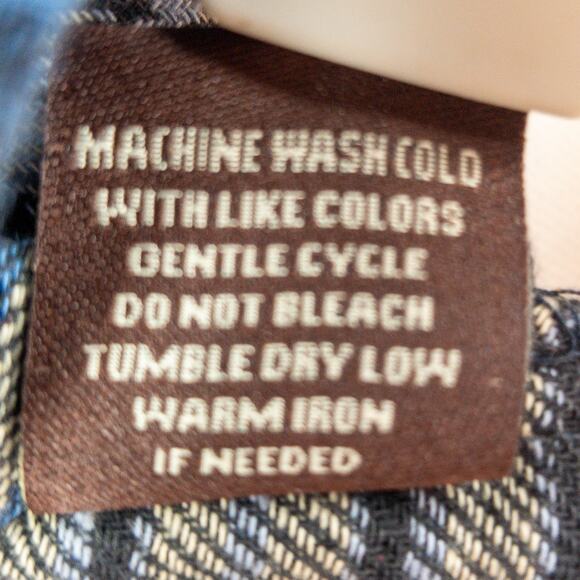 MACHINE WASH COLD
WITH LIKE COLORS
GENTLE CYCLE
DO NOT BLEACH
TUMBLE DRY LOW
WARM IRON
IF NEEDED